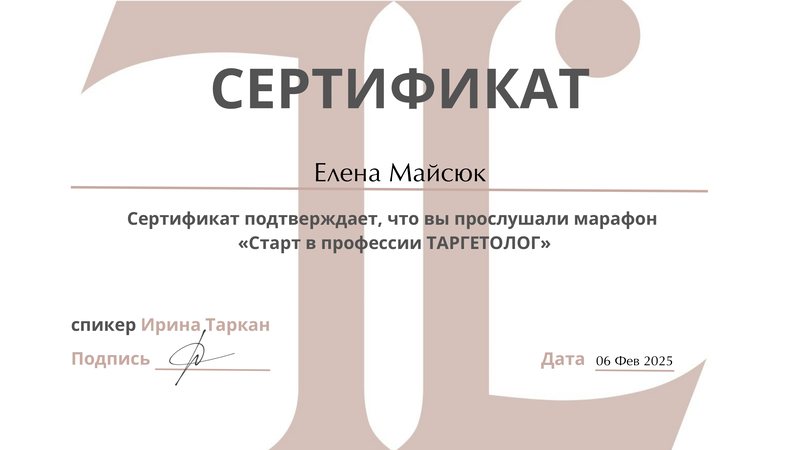 СЕРТИФИКАТ
Елена Майсюк
Сертификат подтверждает, что вы прослушали марафон
«Старт в профессии ТАРГЕТОЛОГ»
спикер Ирина Таркан
Подпись
Дата 06 Фев 2025